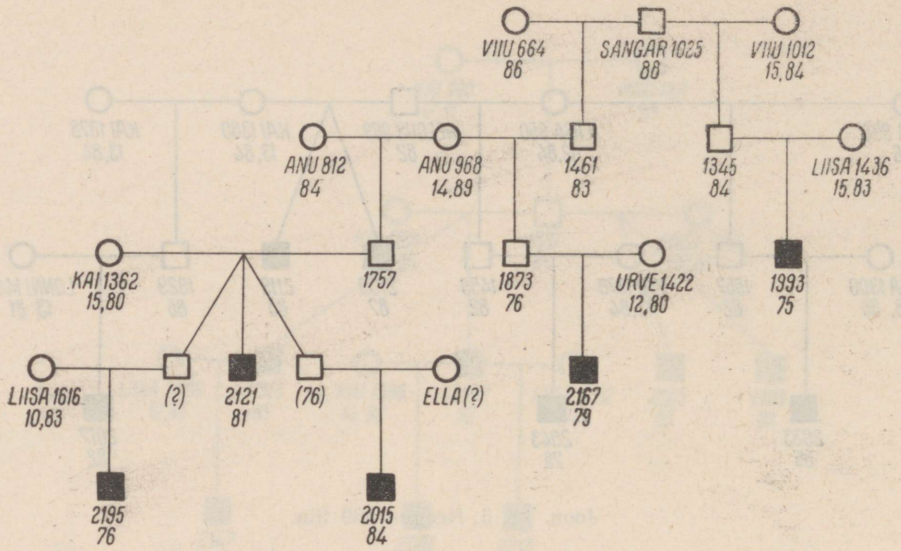 VIIU 664
86
SANGAR 1025
88
VIIU 1012
15,84
ANU 812
84
ANU 968
14,89
1461
83
1345
84
LIISA 1436
15,83
KAI 1362
15,80
1757
1873
76
URVE 1422
12,80
1993
75
LIISA 1616
10,83
(?)
2121
81
(76)
ELLA (?)
2167
79
2195
76
2015
84